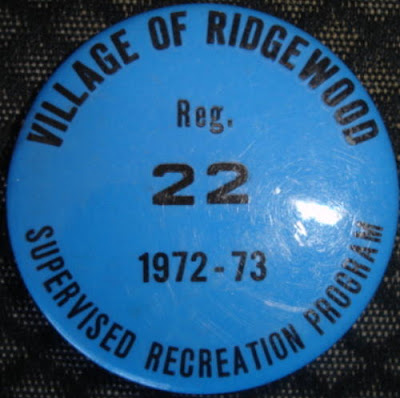 VILLAGE OF RIDGEWOOD
Reg.
22
1972-73
SUPERVISED RECREATION PROGRAM